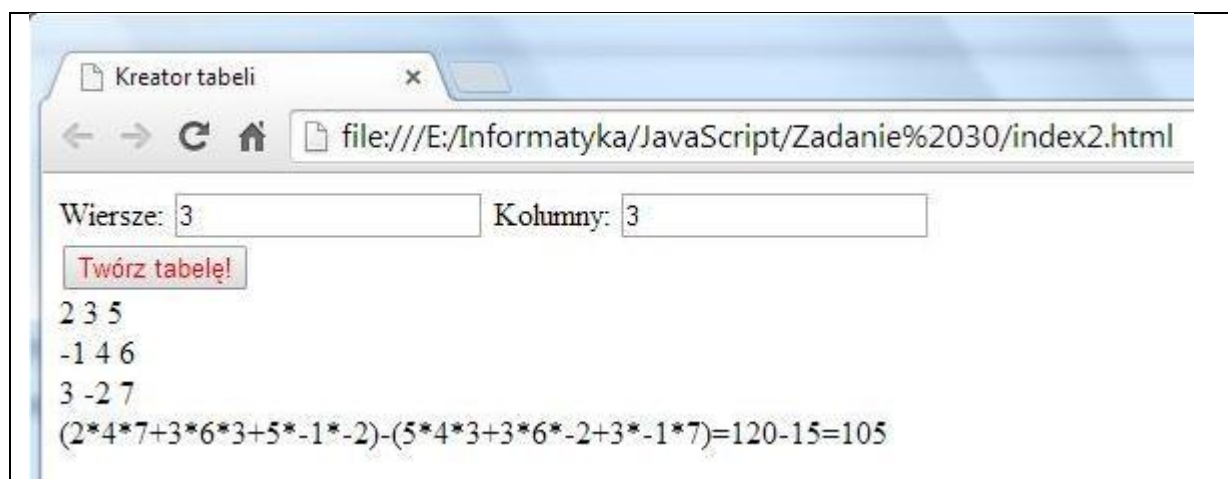 Kreator tabeli
file:///E:/Informatyka/JavaScript/Zadanie%2030/index2.html
Wiersze: 3 Kolumny: 3
Twórz tabelę!
2 3 5
-1 4 6
3 -2 7
(2*4*7+3*6*3+5*-1*-2)-(5*4*3+3*6*-2+3*-1*7)=120-15=105